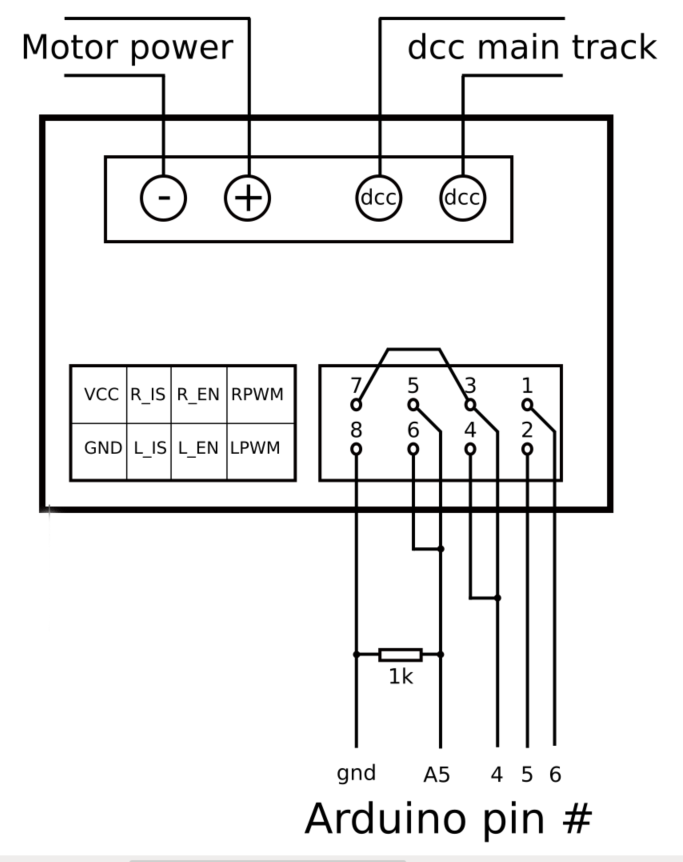 Motor power dcc main track
- + dcc dcc
7 5 3 1
VCC R_IS R_EN RPWM
8 6 4 2
GND L_IS L_EN LPWM
1k
gnd A5 4 5 6
Arduino pin #